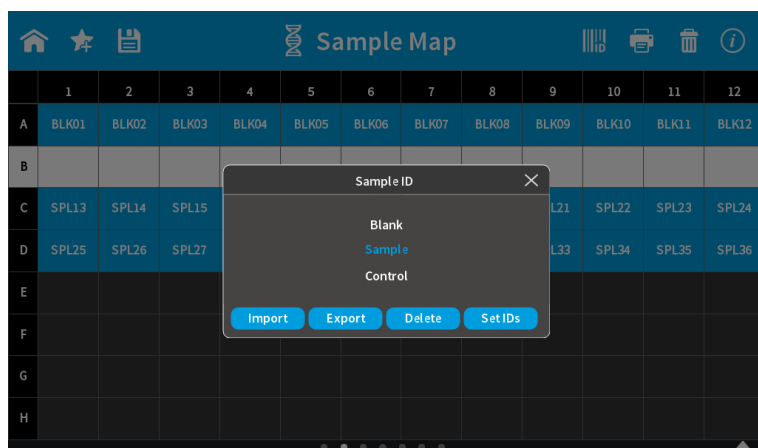 Sample Map
1 2 3 4 5 6 7 8 9 10 11 12
A BLK01 BLK02 BLK03 BLK04 BLK05 BLK06 BLK07 BLK08 BLK09 BLK10 BLK11 BLK12
B
Sample ID
C SPL13 SPL14 SPL15 L21 SPL22 SPL23 SPL24
Blank
D SPL25 SPL26 SPL27 Sample L33 SPL34 SPL35 SPL36
Control
E
Import Export Delete Set IDs
F
G
H